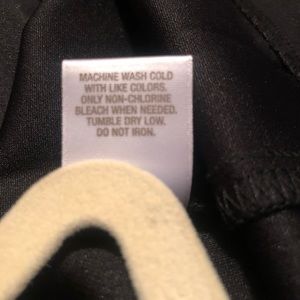 MACHINE WASH COLD
WITH LIKE COLORS.
ONLY NON-CHLORINE
BLEACH WHEN NEEDED.
TUMBLE DRY LOW.
DO NOT IRON.